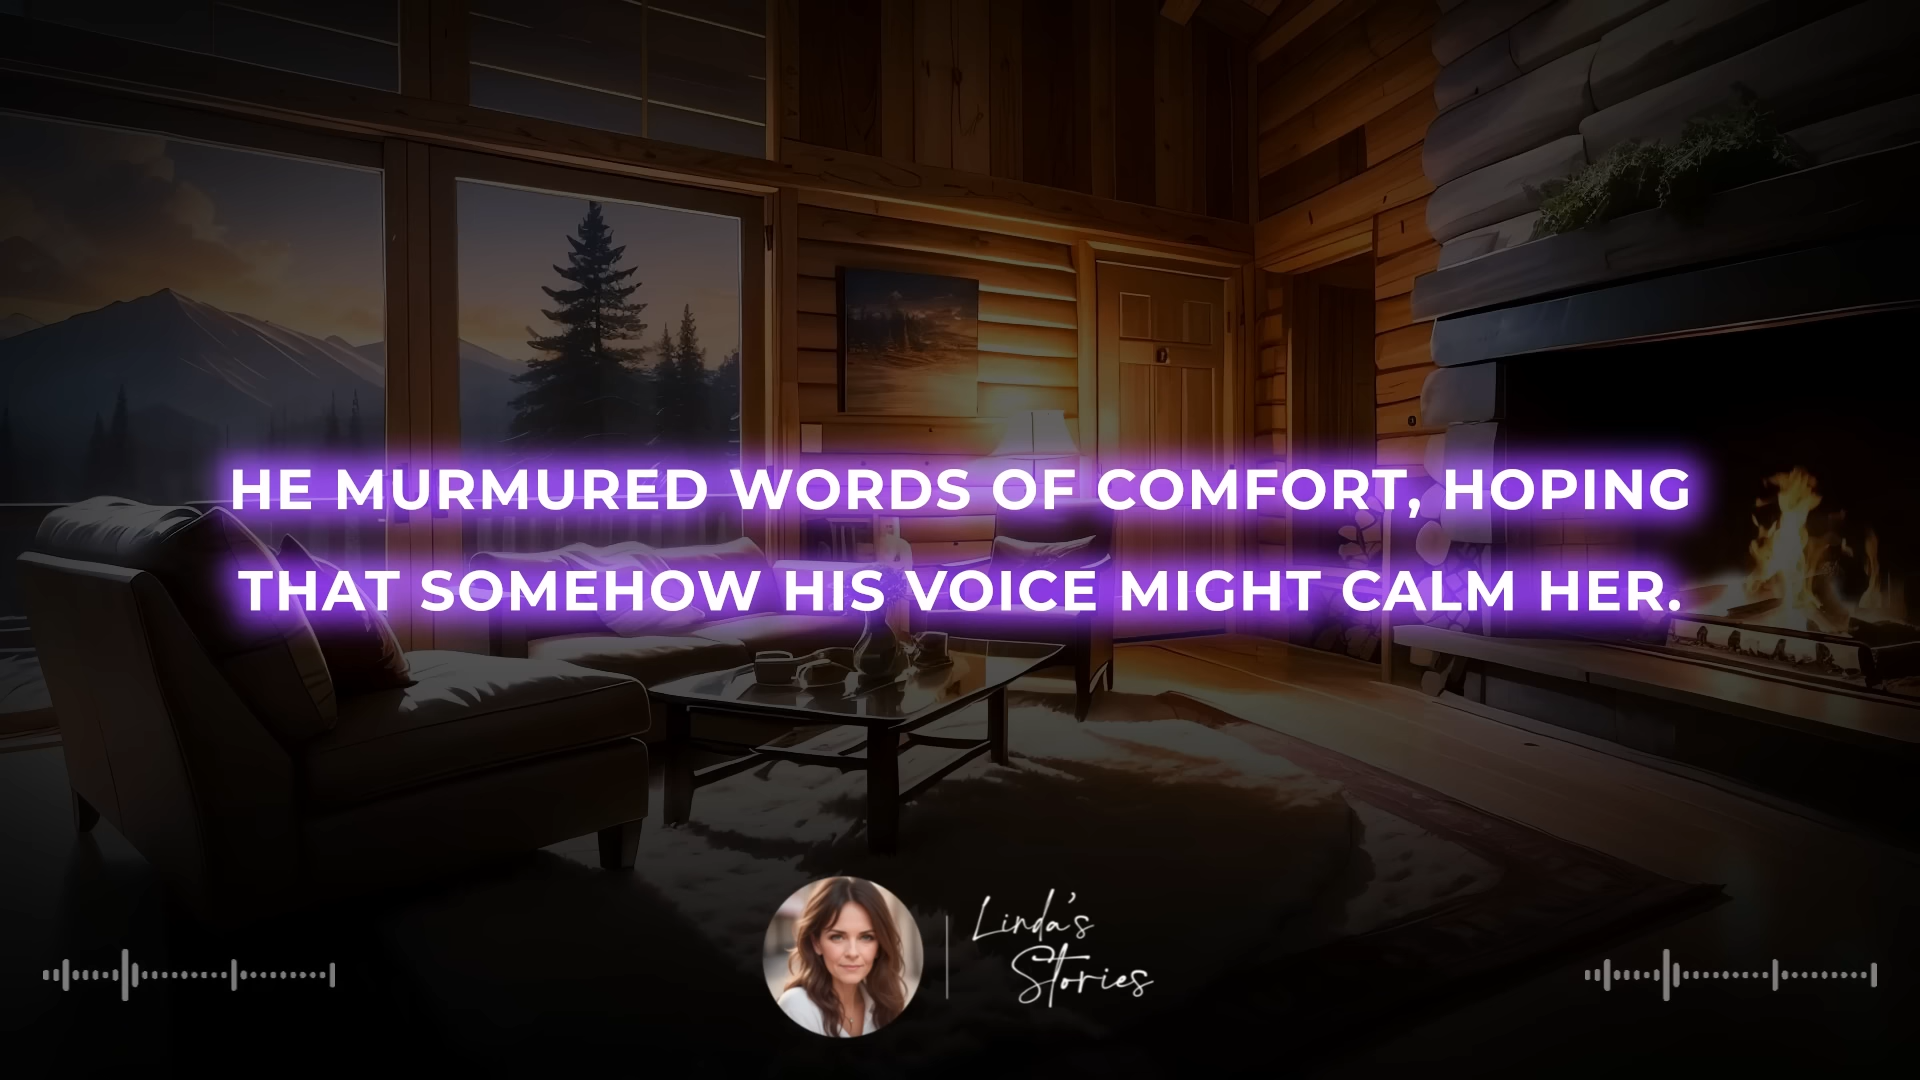 HE MURMURED WORDS OF COMFORT, HOPING
THAT SOMEHOW HIS VOICE MIGHT CALM HER.
Linda's
Stories